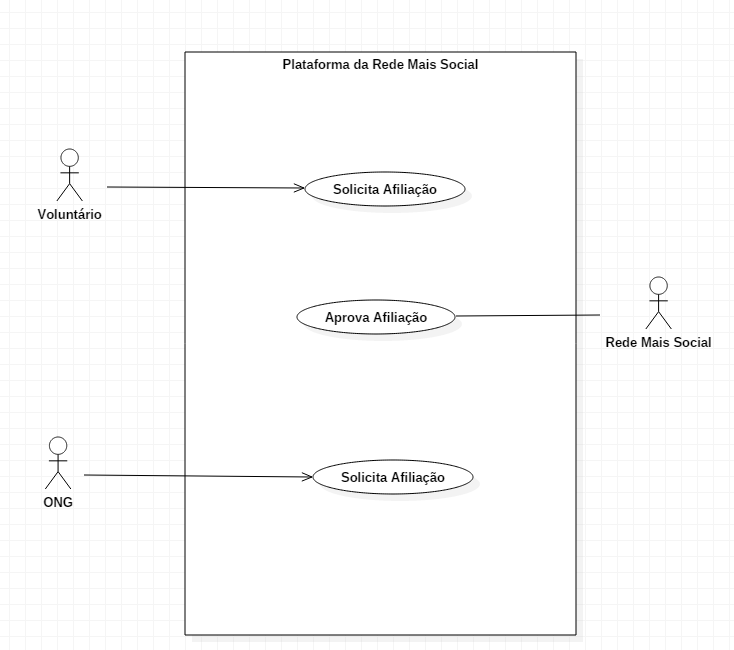 Plataforma da Rede Mais Social
Solicita Afiliação
Voluntário
Aprova Afiliação
Rede Mais Social
Solicita Afiliação
ONG